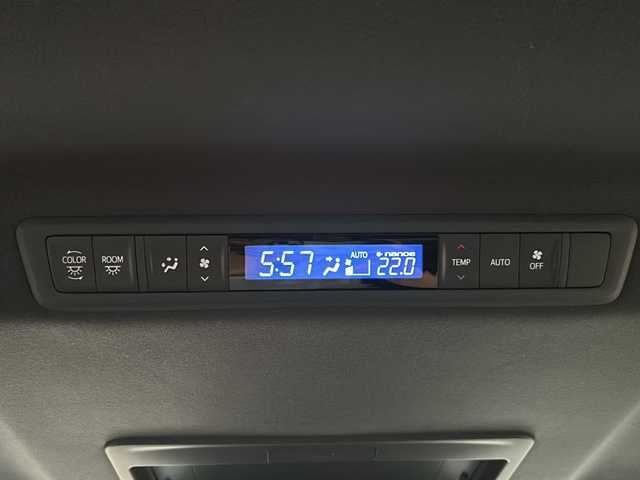 COLOR
ROOM
5:57
AUTO
nanoe
22.0
TEMP
AUTO
OFF